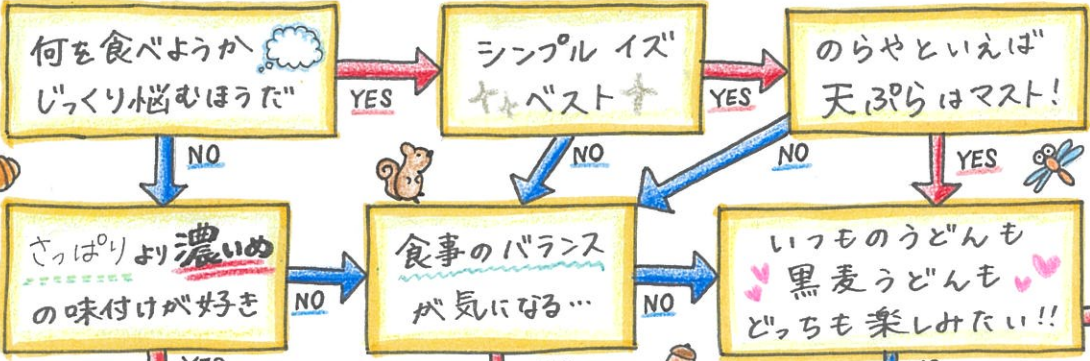 何を食べようか
じっくり悩むほうだ
YES
シンプル イズ
ベスト
YES
のらやといえば
天ぷらはマスト!
NO
NO
NO
YES
さっぱりより濃いめ
の味付けが好き
NO
食事のバランス
が気になる…
NO
いつものうどんも
黒麦うどんも
どっちも楽しみたい!!
YES